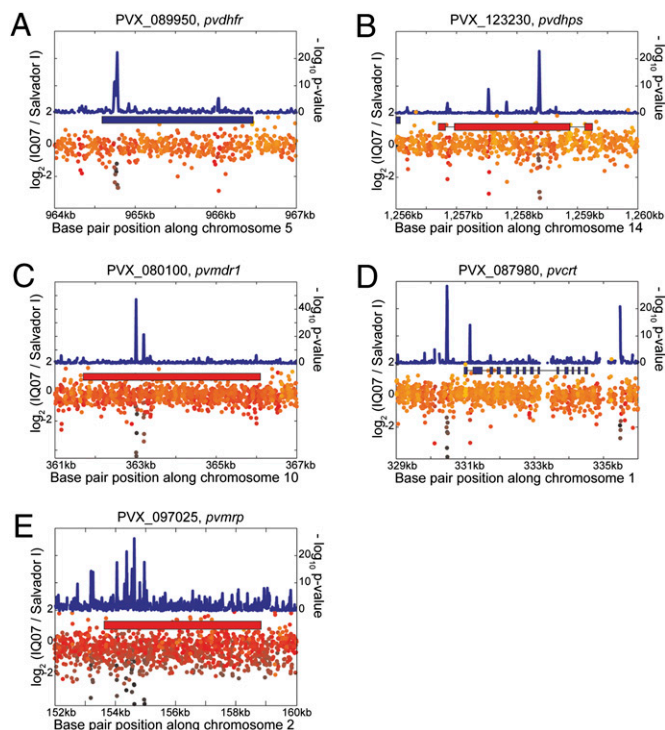 A
PVX_089950, pvdhfr
log2 (IQ07 / Salvador I)
2
0
-2
20
10
0
- log10 p-value
964kb 965kb 966kb 967kb
Base pair position along chromosome 5
B
PVX_123230, pvdhps
log2 (IQ07 / Salvador I)
2
0
-2
20
10
0
- log10 p-value
1,256kb 1,257kb 1,258kb 1,259kb 1,260kb
Base pair position along chromosome 14
C
PVX_080100, pvmdr1
log2 (IQ07 / Salvador I)
2
0
-2
40
20
0
- log10 p-value
361kb 363kb 365kb 367kb
Base pair position along chromosome 10
D
PVX_087980, pvcrt
log2 (IQ07 / Salvador I)
2
0
-2
20
10
0
- log10 p-value
329kb 331kb 333kb 335kb
Base pair position along chromosome 1
E
PVX_097025, pvmrp
log2 (IQ07 / Salvador I)
2
0
-2
20
10
0
- log10 p-value
152kb 154kb 156kb 158kb 160kb
Base pair position along chromosome 2